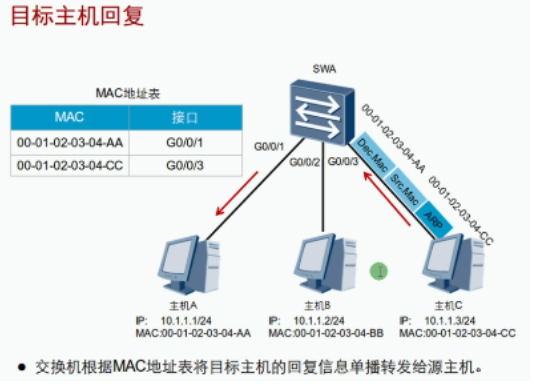 目标主机回复
SWA
MAC地址表
MAC 接口
00-01-02-03-04-AA G0/0/1
00-01-02-03-04-CC G0/0/3
G0/0/1
G0/0/2
G0/0/3
00-01-02-03-04-AA
00-01-02-03-04-CC
Dec.Mac
Src.Mac
ARP
主机A
IP: 10.1.1.1/24
MAC:00-01-02-03-04-AA
主机B
IP: 10.1.1.2/24
MAC:00-01-02-03-04-BB
主机C
IP: 10.1.1.3/24
MAC:00-01-02-03-04-CC
● 交换机根据MAC地址表将目标主机的回复信息单播转发给源主机。